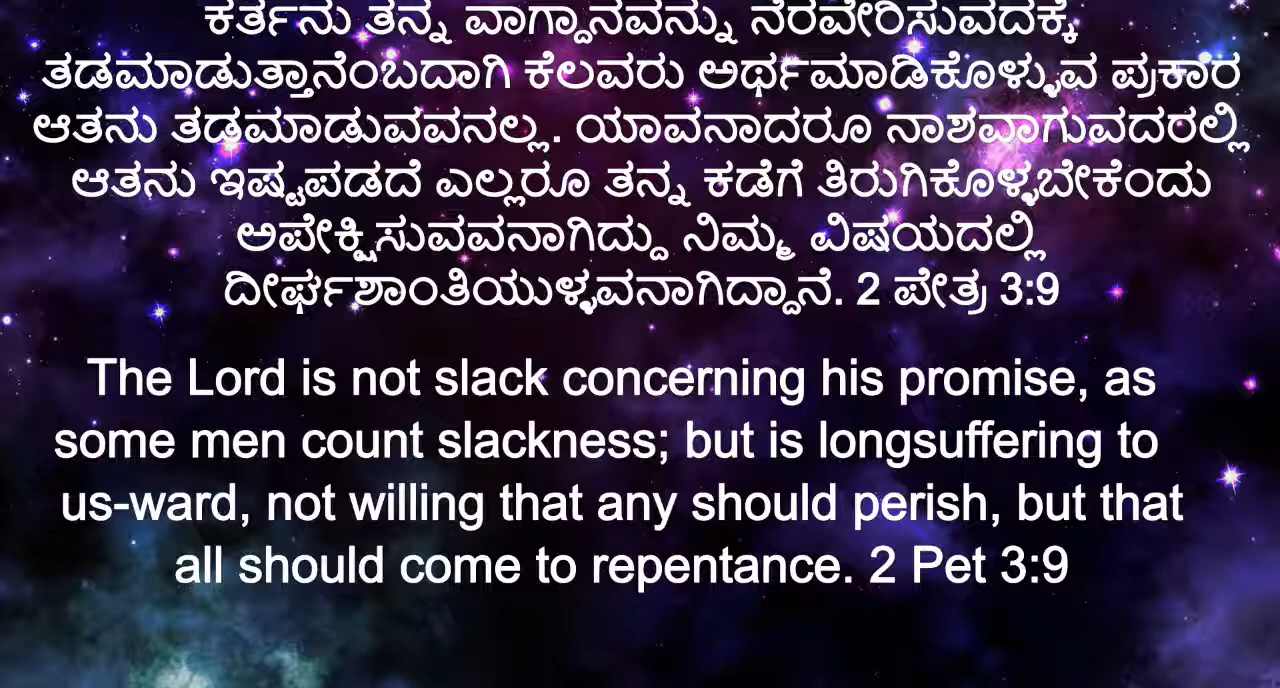 ಕರ್ತನು ತನ್ನ ವಾಗ್ದಾನವನ್ನು ನೆರವೇರಿಸುವದಕ್ಕೆ
ತಡಮಾಡುತ್ತಾನೆಂಬದಾಗಿ ಕೆಲವರು ಅರ್ಥಮಾಡಿಕೊಳ್ಳುವ ಪ್ರಕಾರ
ಆತನು ತಡಮಾಡುವವನಲ್ಲ. ಯಾವನಾದರೂ ನಾಶವಾಗುವದರಲ್ಲಿ
ಆತನು ಇಷ್ಟಪಡದೆ ಎಲ್ಲರೂ ತನ್ನ ಕಡೆಗೆ ತಿರುಗಿಕೊಳ್ಳಬೇಕೆಂದು
ಅಪೇಕ್ಷಿಸುವವನಾಗಿದ್ದು ನಿಮ್ಮ ವಿಷಯದಲ್ಲಿ
ದೀರ್ಘಶಾಂತಿಯುಳ್ಳವನಾಗಿದ್ದಾನೆ. 2 ಪೇತ್ರ 3:9
The Lord is not slack concerning his promise, as
some men count slackness; but is longsuffering to
us-ward, not willing that any should perish, but that
all should come to repentance. 2 Pet 3:9